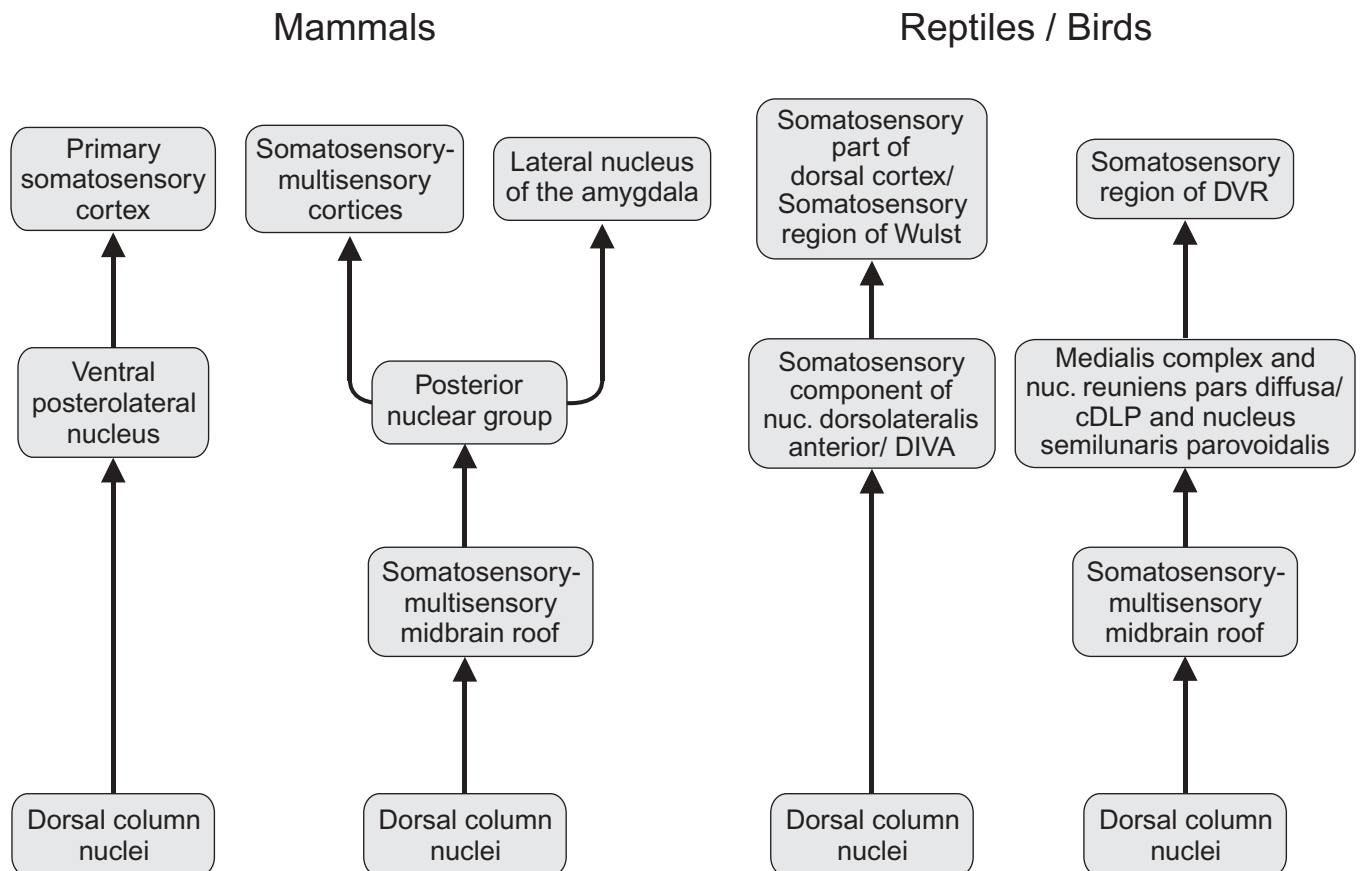 Mammals
Reptiles / Birds
Primary
somatosensory
cortex
Somatosensory-
multisensory
cortices
Lateral nucleus
of the amygdala
Somatosensory
part of
dorsal cortex/
Somatosensory
region of Wulst
Somatosensory
region of DVR
Ventral
posterolateral
nucleus
Posterior
nuclear group
Somatosensory
component of
nuc. dorsolateralis
anterior/ DIVA
Medialis complex and
nuc. reuniens pars diffusa/
cDLP and nucleus
semilunaris parovoidalis
Somatosensory-
multisensory
midbrain roof
Somatosensory-
multisensory
midbrain roof
Dorsal column
nuclei
Dorsal column
nuclei
Dorsal column
nuclei
Dorsal column
nuclei